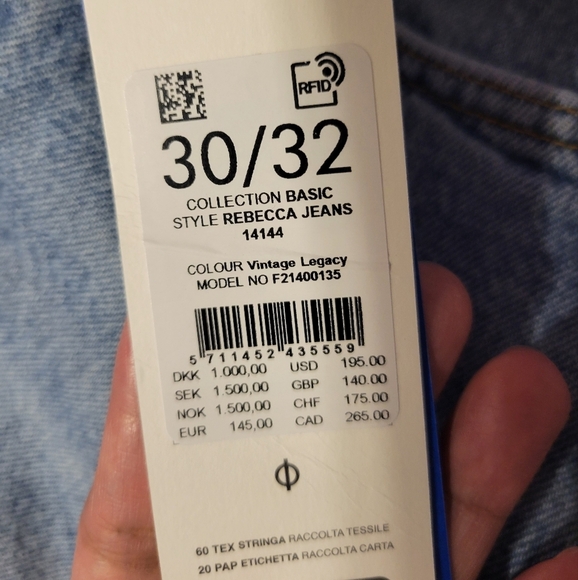 RFID
30/32
COLLECTION BASIC
STYLE REBECCA JEANS
14144
COLOUR Vintage Legacy
MODEL NO F21400135
5 711452 435559
DKK 1.000,00 USD 195.00
SEK 1.500,00 GBP 140.00
NOK 1.500,00 CHF 175.00
EUR 145,00 CAD 265.00
60 TEX STRINGA RACCOLTA TESSILE
20 PAP ETICHETTA RACCOLTA CARTA